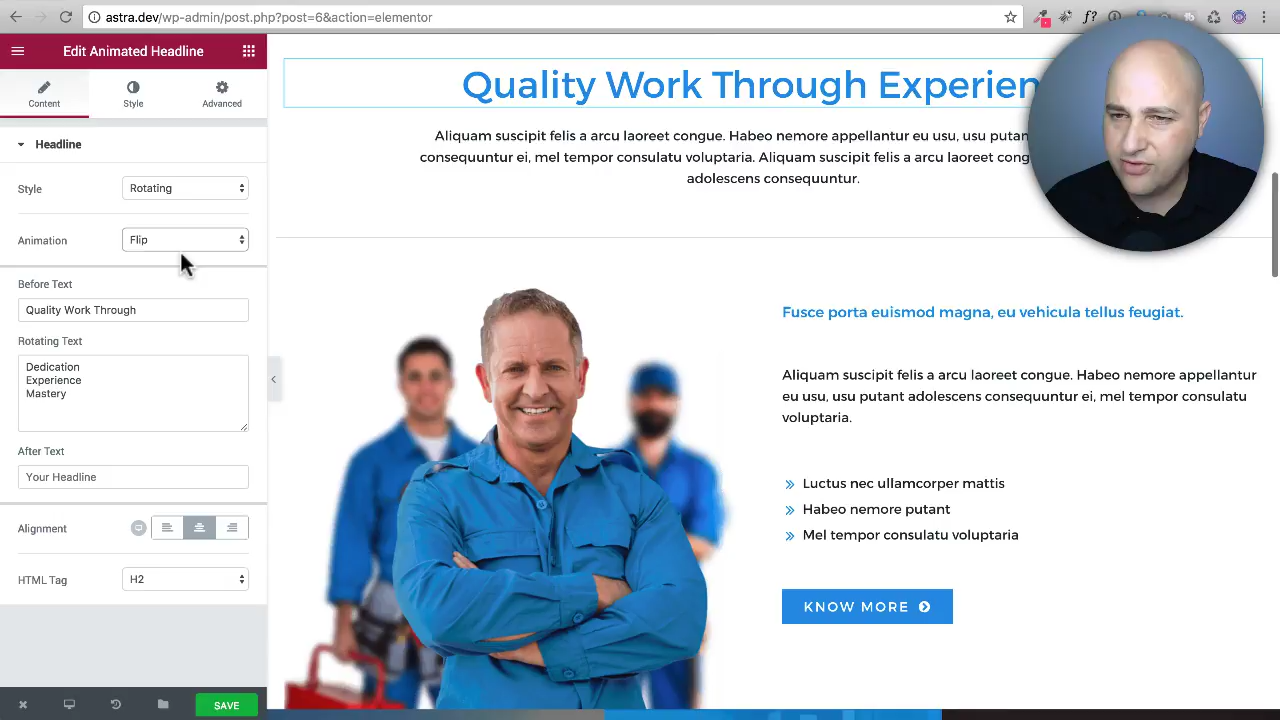 astra.dev/wp-admin/post.php?post=6&action=elementor
f?
Edit Animated Headline
Content
Style
Advanced
Headline
Style
Rotating
Animation
Flip
Before Text
Quality Work Through
Rotating Text
Dedication
Experience
Mastery
After Text
Your Headline
Alignment
HTML Tag
H2
SAVE
Quality Work Through Experien
Aliquam suscipit felis a arcu laoreet congue. Habeo nemore appellantur eu usu, usu putan
consequuntur ei, mel tempor consulatu voluptaria. Aliquam suscipit felis a arcu laoreet cong
adolescens consequuntur.
Fusce porta euismod magna, eu vehicula tellus feugiat.
Aliquam suscipit felis a arcu laoreet congue. Habeo nemore appellantur
eu usu, usu putant adolescens consequuntur ei, mel tempor consulatu
voluptaria.
Luctus nec ullamcorper mattis
Habeo nemore putant
Mel tempor consulatu voluptaria
KNOW MORE